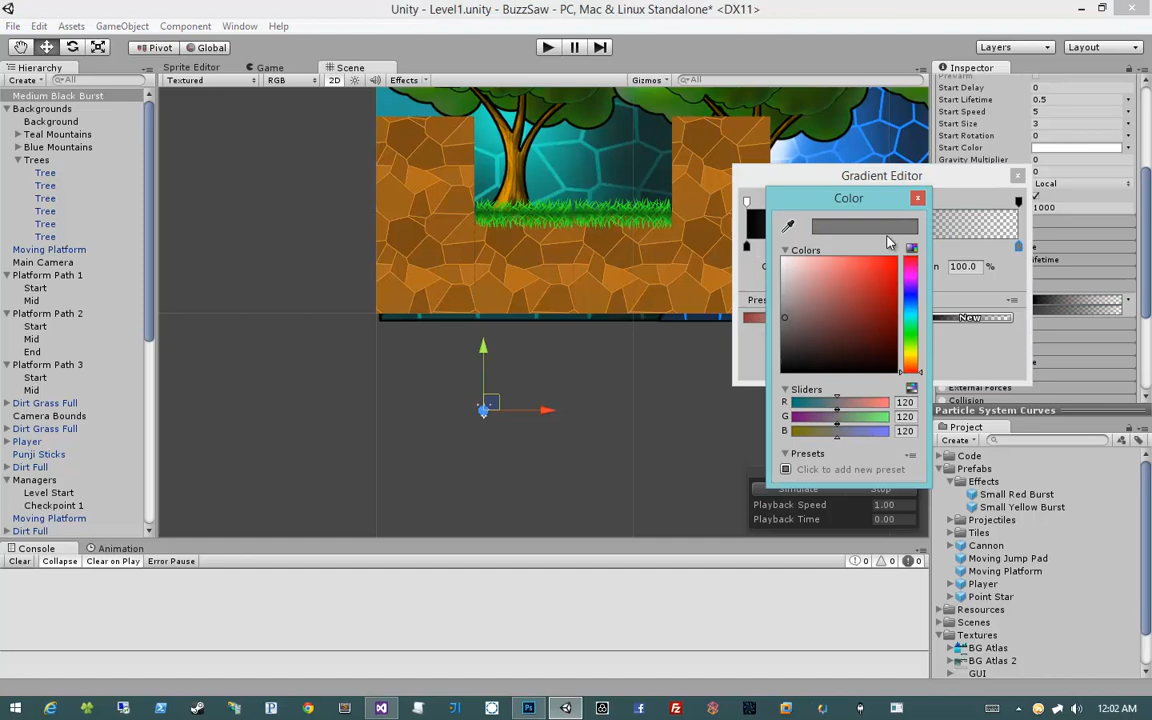 Unity - Level1.unity - BuzzSaw - PC, Mac & Linux Standalone* <DX11>
File Edit Assets GameObject Component Window Help
Pivot Global Layers Layout
Hierarchy Sprite Editor Game Scene Inspector
Create All Textured RGB 2D Effects Gizmos All
Medium Black Burst
Backgrounds
Background
Teal Mountains
Blue Mountains
Trees
Tree
Tree
Tree
Tree
Tree
Tree
Moving Platform
Main Camera
Platform Path 1
Start
Mid
Platform Path 2
Start
Mid
End
Platform Path 3
Start
Mid
Dirt Grass Full
Camera Bounds
Dirt Grass Full
Player
Punji Sticks
Dirt Full
Managers
Level Start
Checkpoint 1
Moving Platform
Dirt Full
Start Delay 0
Start Lifetime 0.5
Start Speed 5
Start Size 3
Start Rotation 0
Start Color
Gravity Multiplier
0
Local
1000
Gradient Editor
100.0 %
New
Color
Colors
Sliders
R 120
G 120
B 120
Presets
Click to add new preset
Simulate Stop
Playback Speed 1.00
Playback Time 0.00
External Forces
Collision
Particle System Curves
Project
Create
Code
Prefabs
Effects
Small Red Burst
Small Yellow Burst
Projectiles
Tiles
Cannon
Moving Jump Pad
Moving Platform
Player
Point Star
Resources
Scenes
Textures
BG Atlas
BG Atlas 2
GUI
Console Animation
Clear Collapse Clear on Play Error Pause 0 0 0
12:02 AM